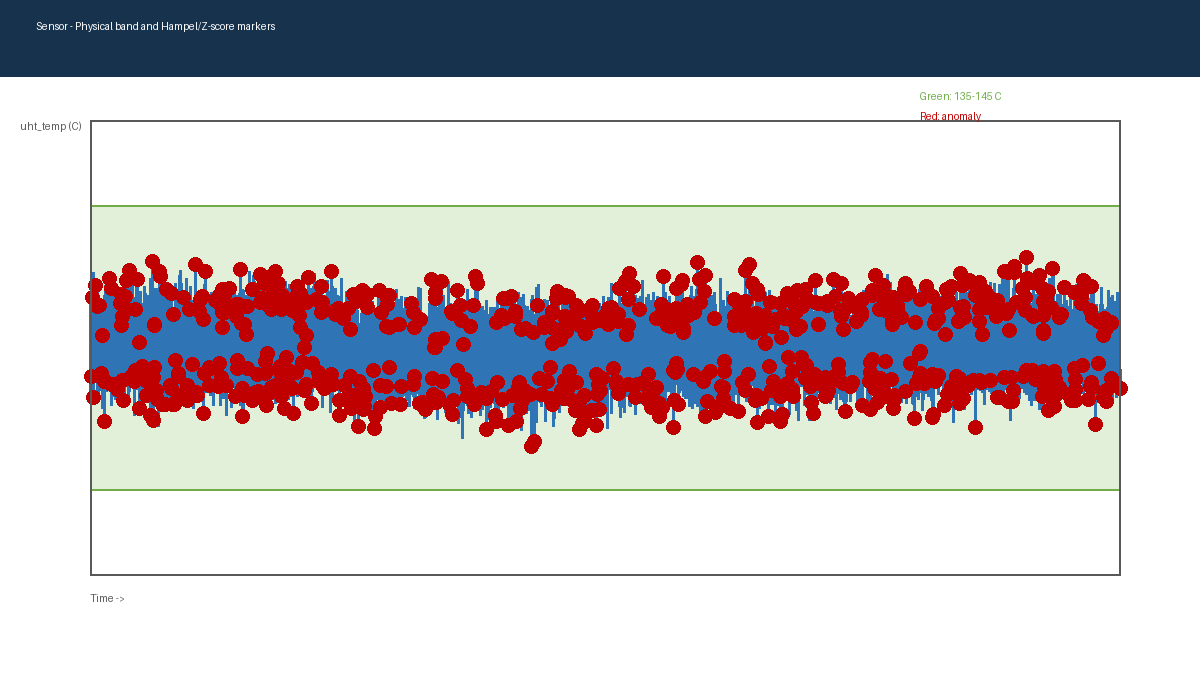 Sensor - Physical band and Hampel/Z-score markers
Green: 135-145 C
Red: anomaly
uht_temp (C)
Time ->